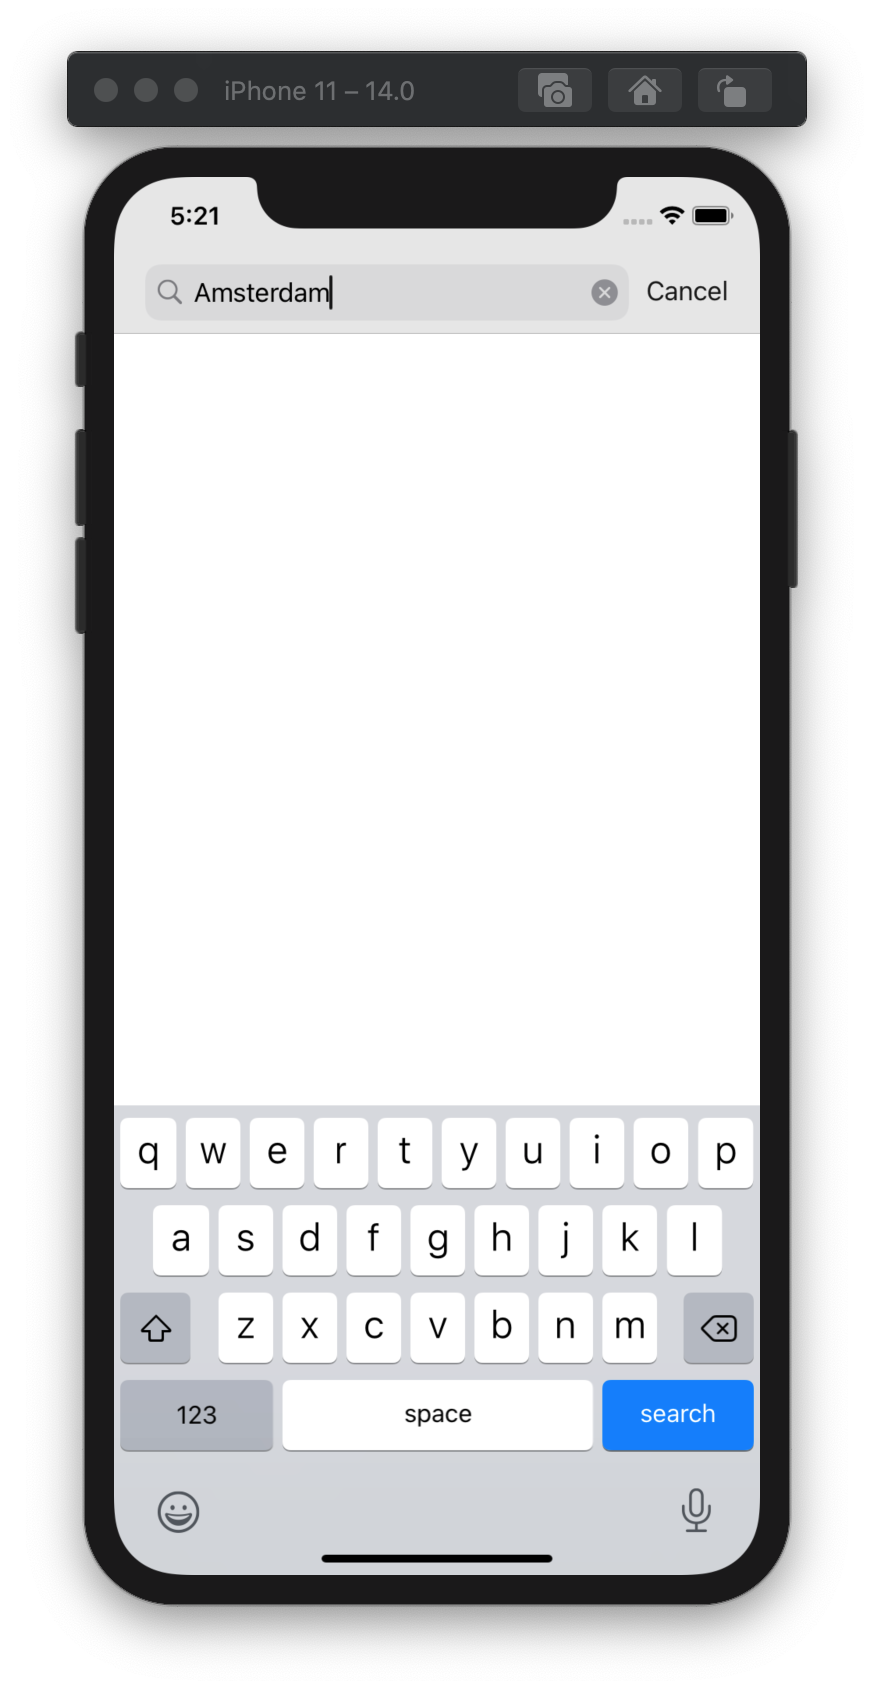 iPhone 11 – 14.0
5:21
Amsterdam
Cancel
q w e r t y u i o p
a s d f g h j k l
z x c v b n m
123 space search